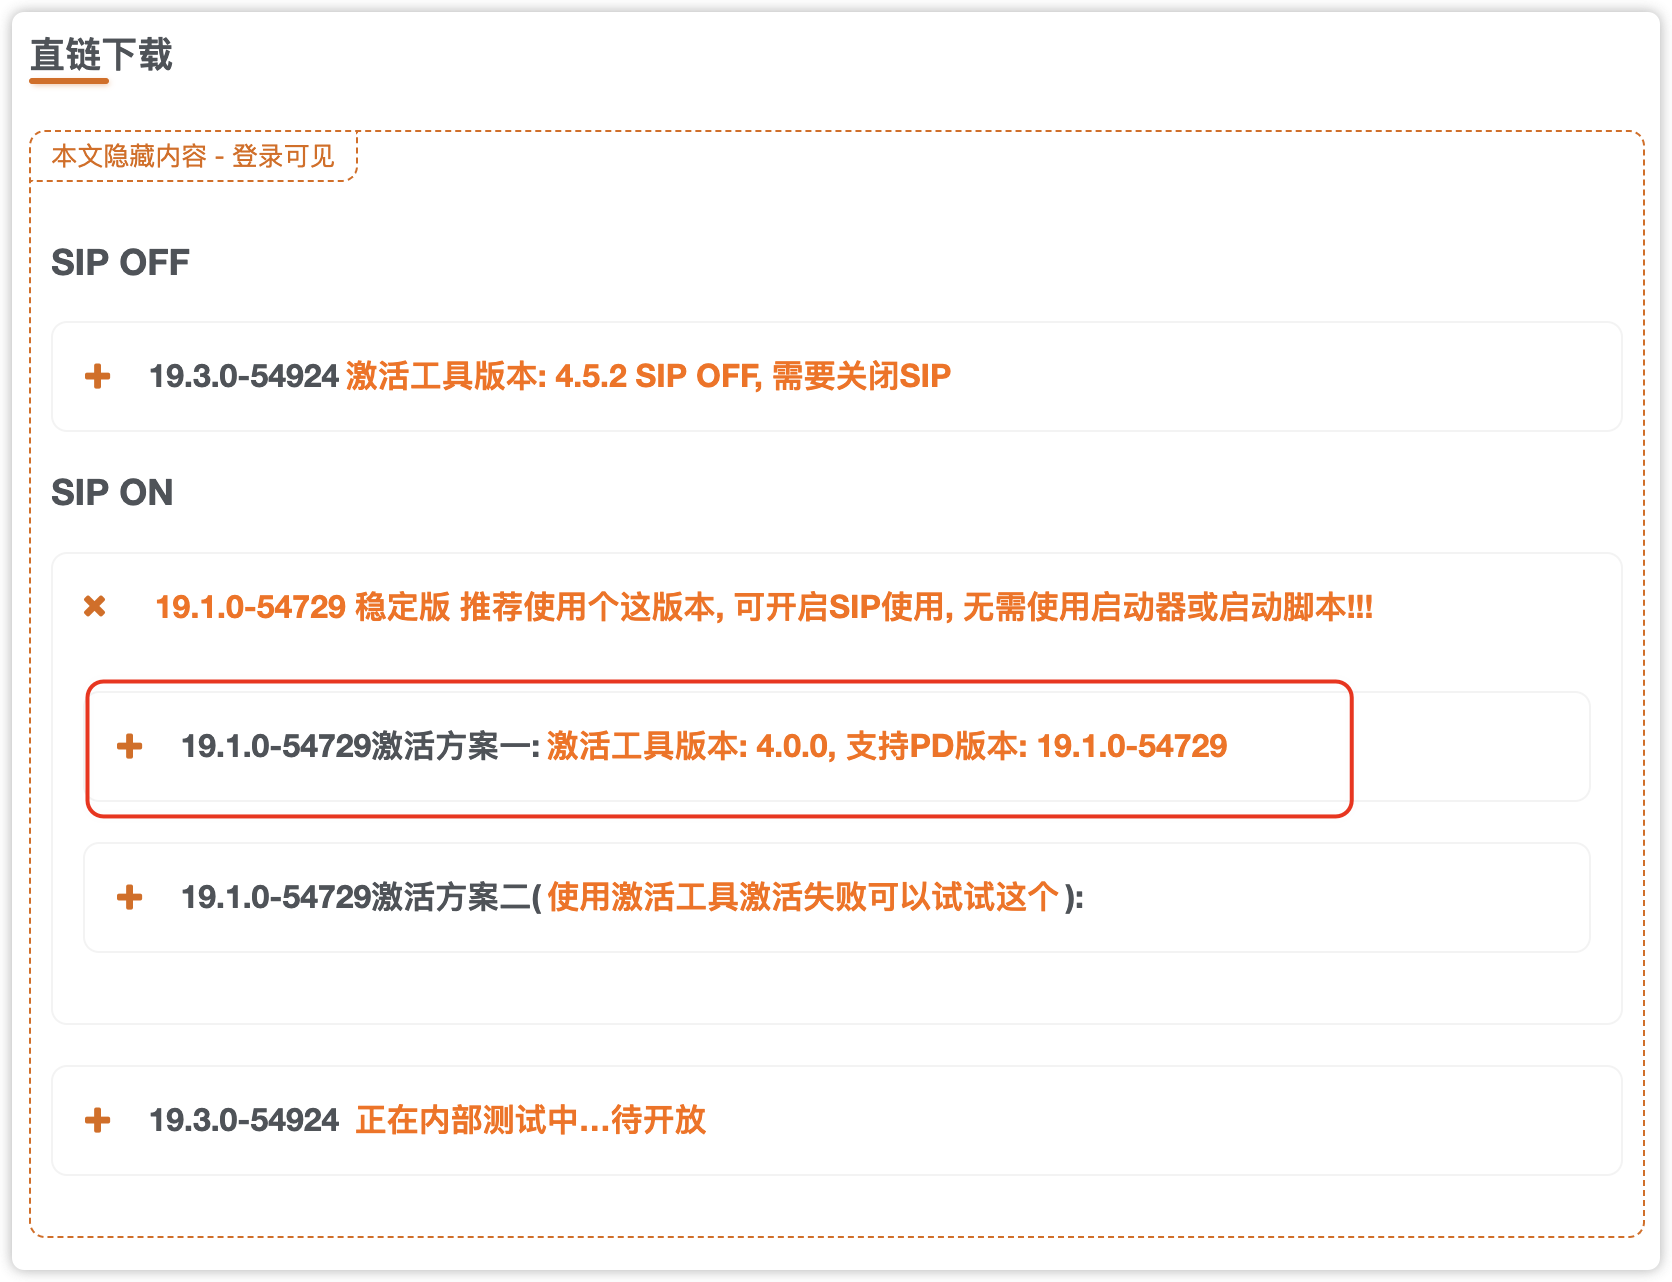 直链下载
本文隐藏内容 - 登录可见
SIP OFF
19.3.0-54924 激活工具版本: 4.5.2 SIP OFF, 需要关闭SIP
SIP ON
19.1.0-54729 稳定版 推荐使用个这版本, 可开启SIP使用, 无需使用启动器或启动脚本!!!
19.1.0-54729激活方案一: 激活工具版本: 4.0.0, 支持PD版本: 19.1.0-54729
19.1.0-54729激活方案二( 使用激活工具激活失败可以试试这个 ):
19.3.0-54924 正在内部测试中...待开放